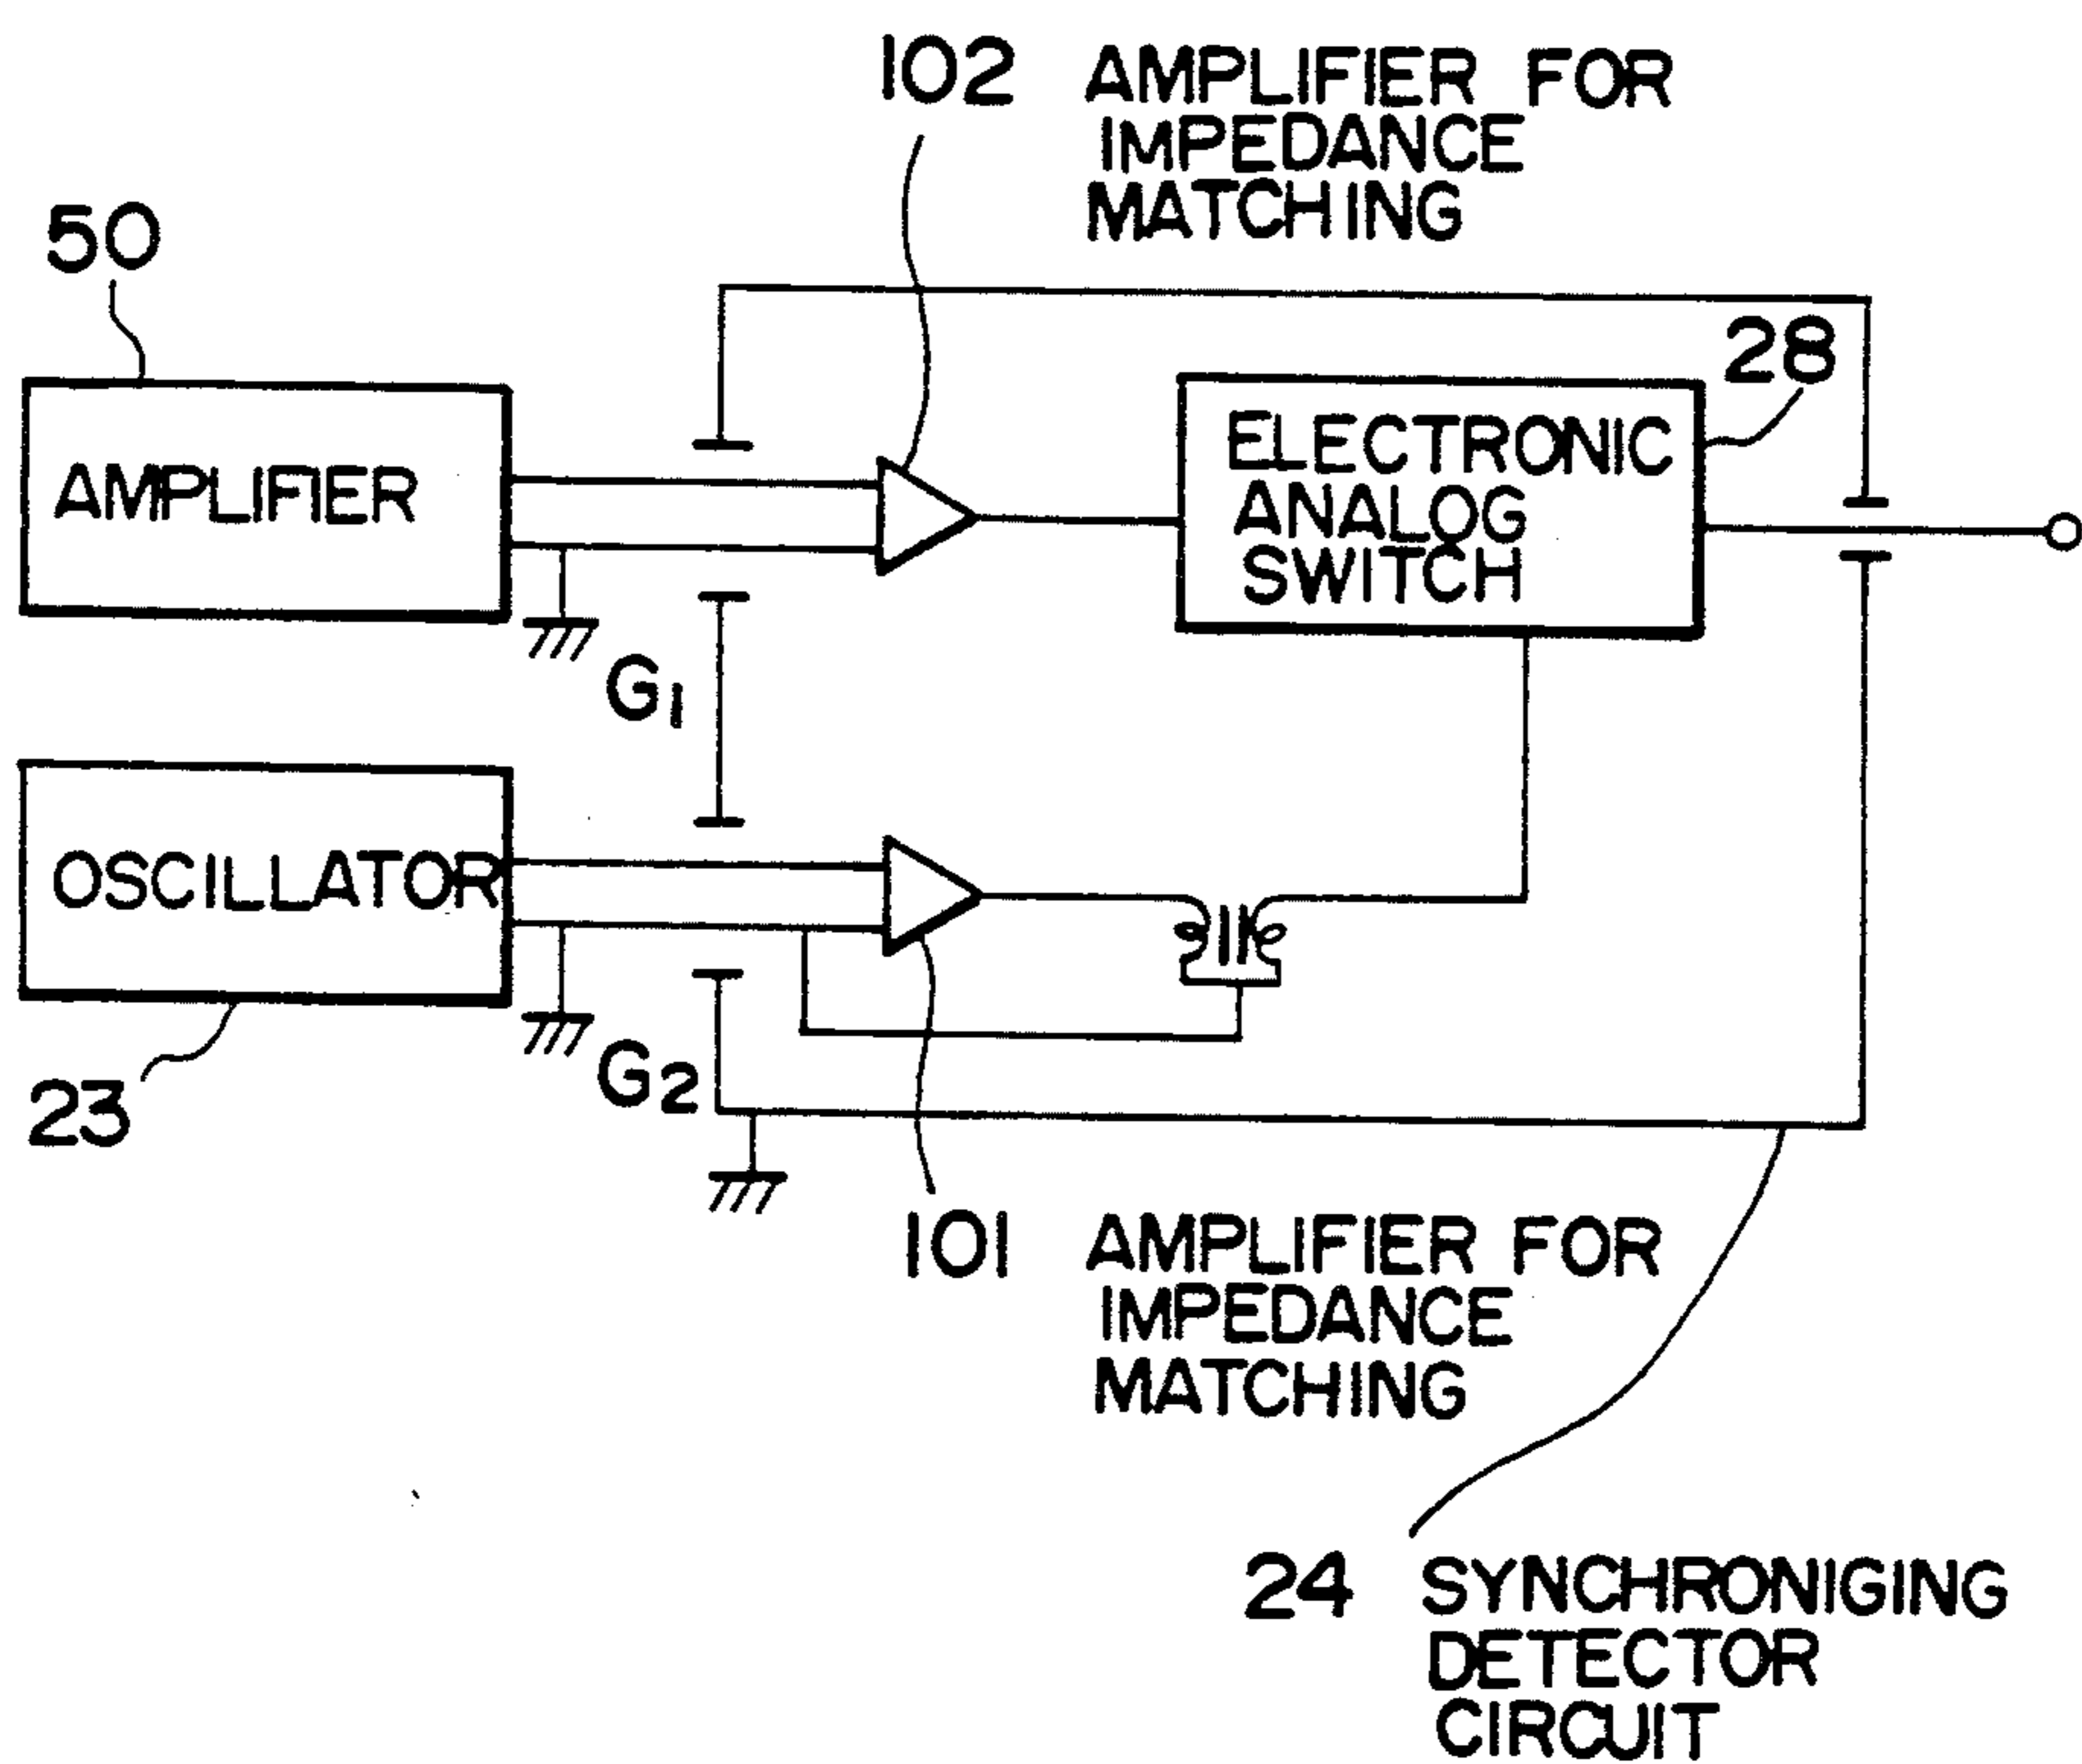 102 AMPLIFIER FOR
IMPEDANCE
MATCHING
50
28
AMPLIFIER
ELECTRONIC
ANALOG
SWITCH
G1
OSCILLATOR
G2
23
101 AMPLIFIER FOR
IMPEDANCE
MATCHING
24 SYNCHRONIGING
DETECTOR
CIRCUIT